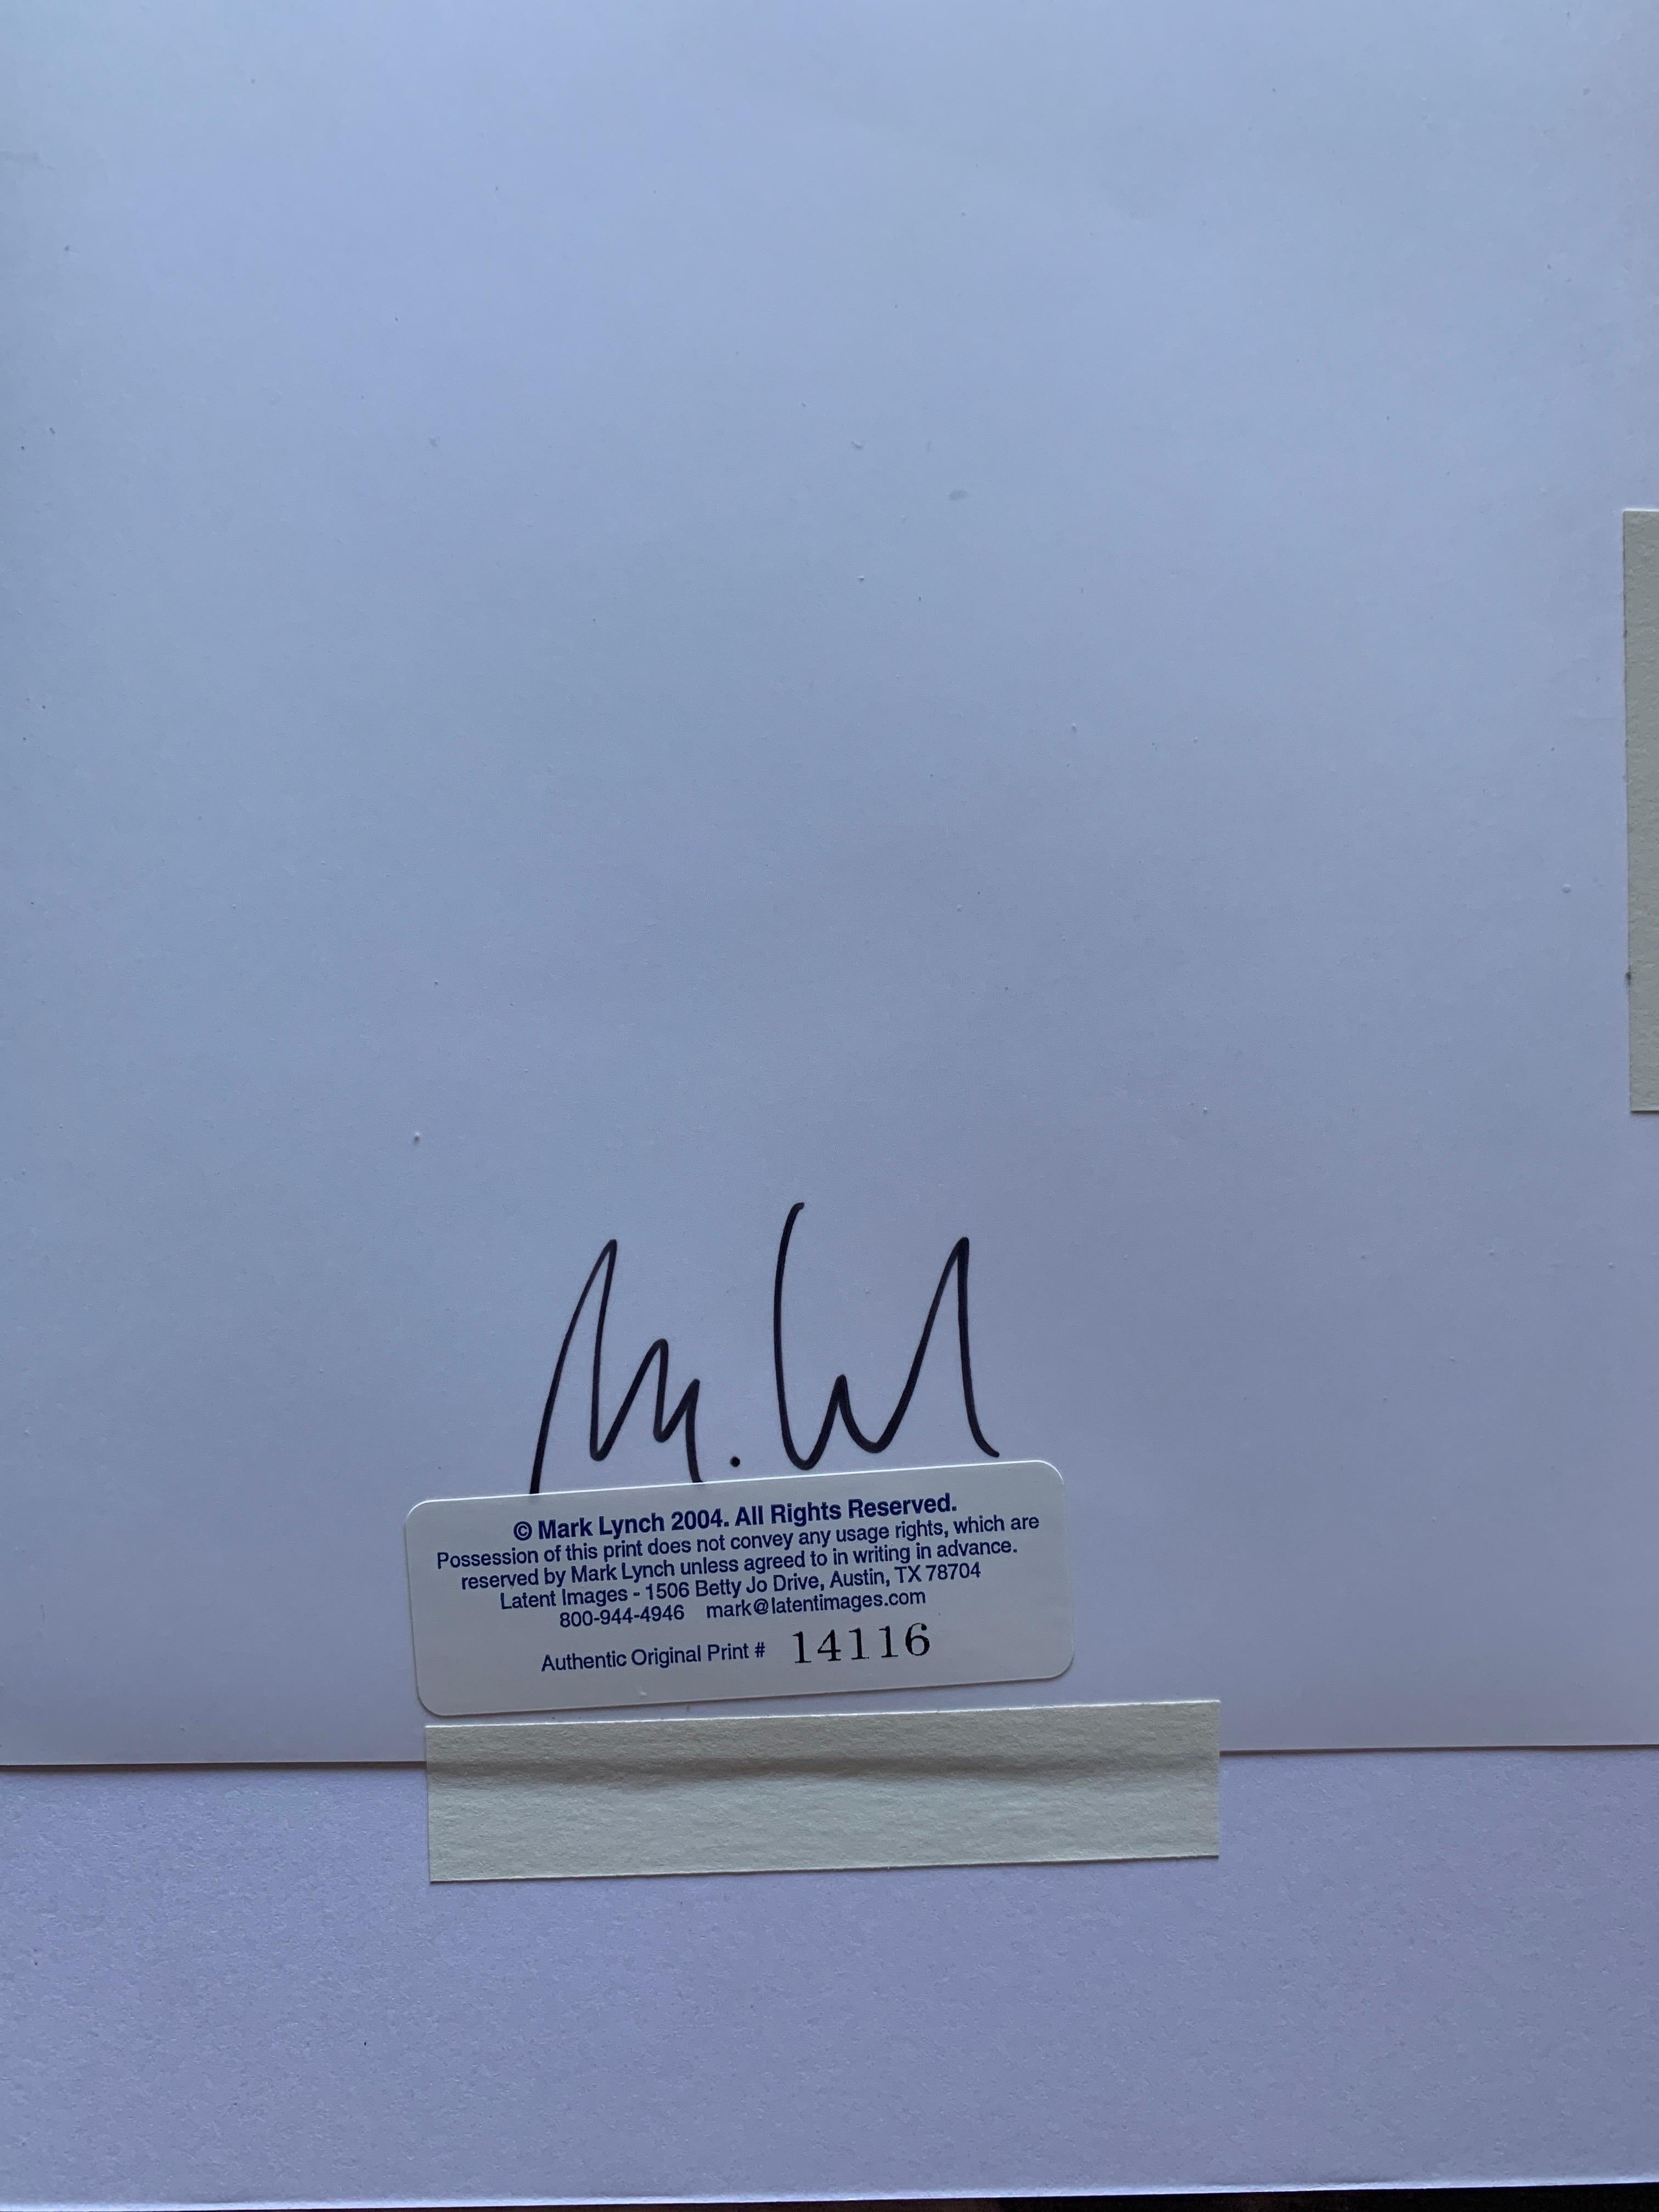 © Mark Lynch 2004. All Rights Reserved.
Possession of this print does not convey any usage rights, which are
reserved by Mark Lynch unless agreed to in writing in advance.
Latent Images - 1506 Betty Jo Drive, Austin, TX 78704
800-944-4946 mark@latentimages.com
Authentic Original Print # 14116